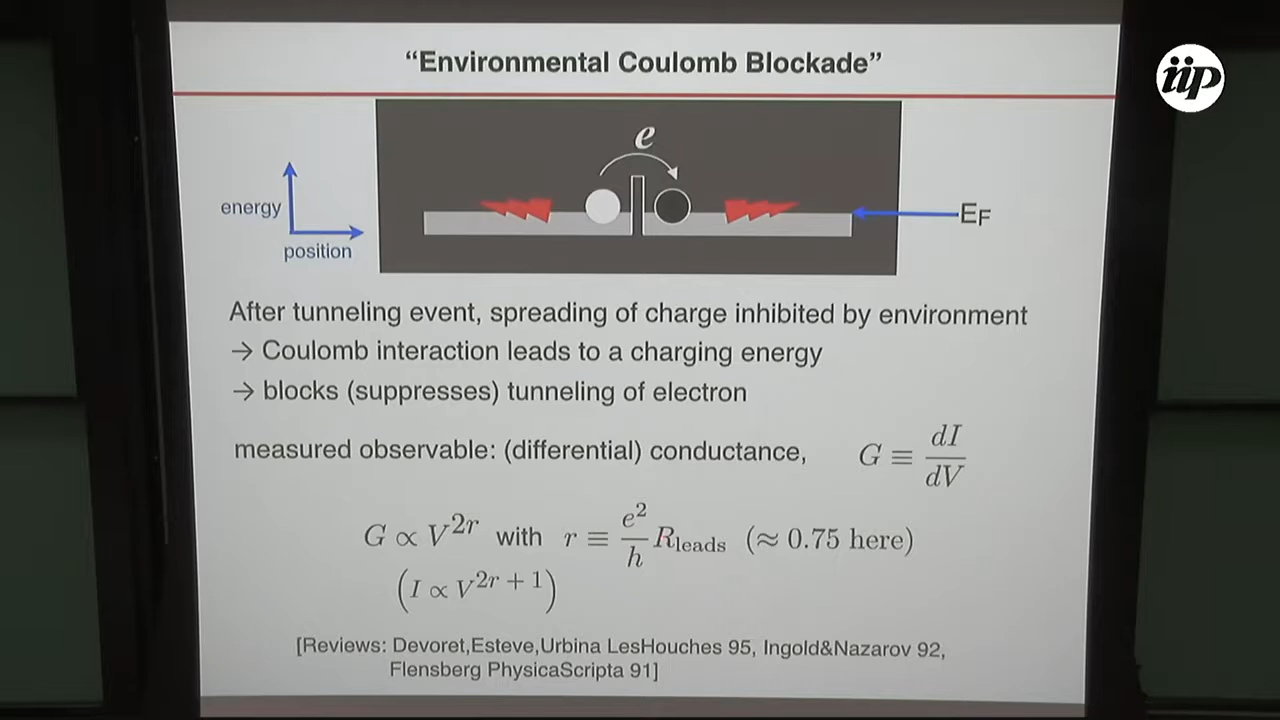 “Environmental Coulomb Blockade”
iip
e
energy
position
EF
After tunneling event, spreading of charge inhibited by environment
→ Coulomb interaction leads to a charging energy
→ blocks (suppresses) tunneling of electron
measured observable: (differential) conductance, G ≡ dI/dV
G ∝ V^{2r} with r ≡ e²/h R_leads (≈ 0.75 here)
(I ∝ V^{2r + 1})
[Reviews: Devoret,Esteve,Urbina LesHouches 95, Ingold&Nazarov 92,
Flensberg PhysicaScripta 91]